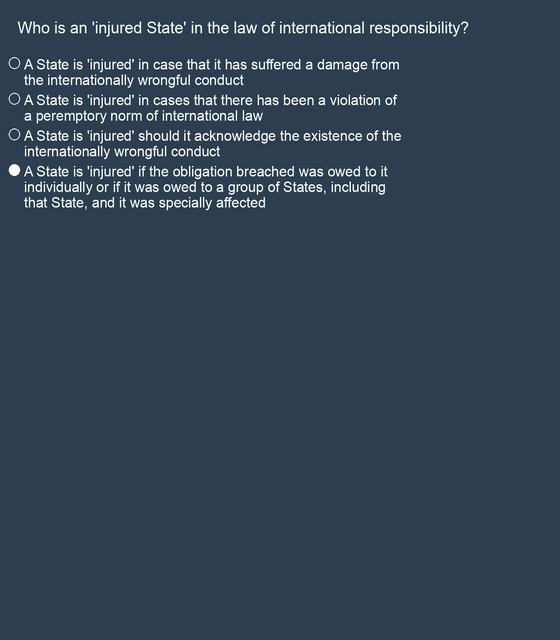 Who is an 'injured State' in the law of international responsibility?
A State is 'injured' in case that it has suffered a damage from
the internationally wrongful conduct
A State is 'injured' in cases that there has been a violation of
a peremptory norm of international law
A State is 'injured' should it acknowledge the existence of the
internationally wrongful conduct
A State is 'injured' if the obligation breached was owed to it
individually or if it was owed to a group of States, including
that State, and it was specially affected